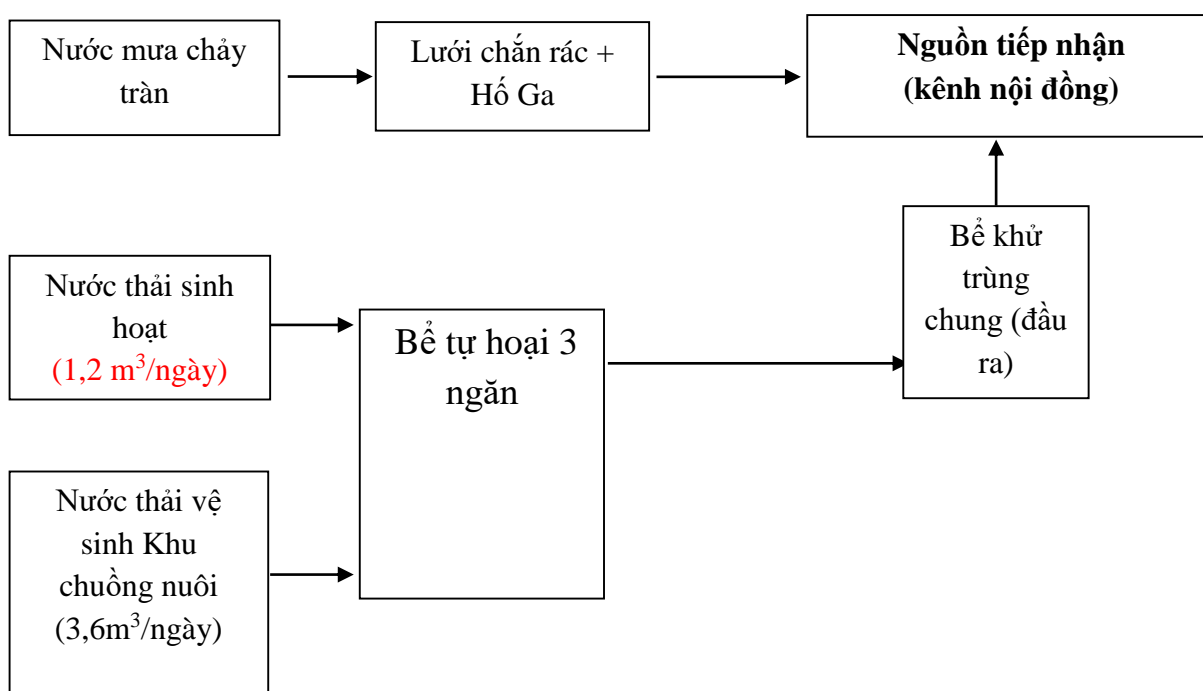 Nước mưa chảy
tràn
Lưới chắn rác +
Hố Ga
Nguồn tiếp nhận
(kênh nội đồng)
Nước thải sinh
hoạt
(1,2 m³/ngày)
Bể tự hoại 3
ngăn
Bể khử
trùng
chung (đầu
ra)
Nước thải vệ
sinh Khu
chuồng nuôi
(3,6m³/ngày)